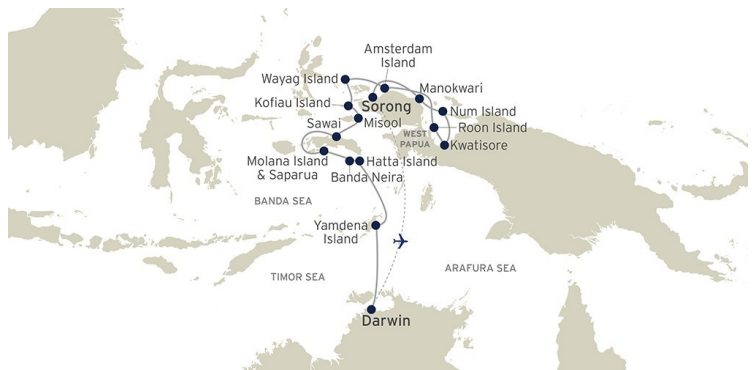 Amsterdam
Island
Wayag Island
Manokwari
Kofiau Island
Sorong
Num Island
Sawai
Misool
WEST
PAPUA
Roon Island
Kwatisore
Molana Island
& Saparua
Hatta Island
Banda Neira
BANDA SEA
Yamdena
Island
TIMOR SEA
ARAFURA SEA
Darwin